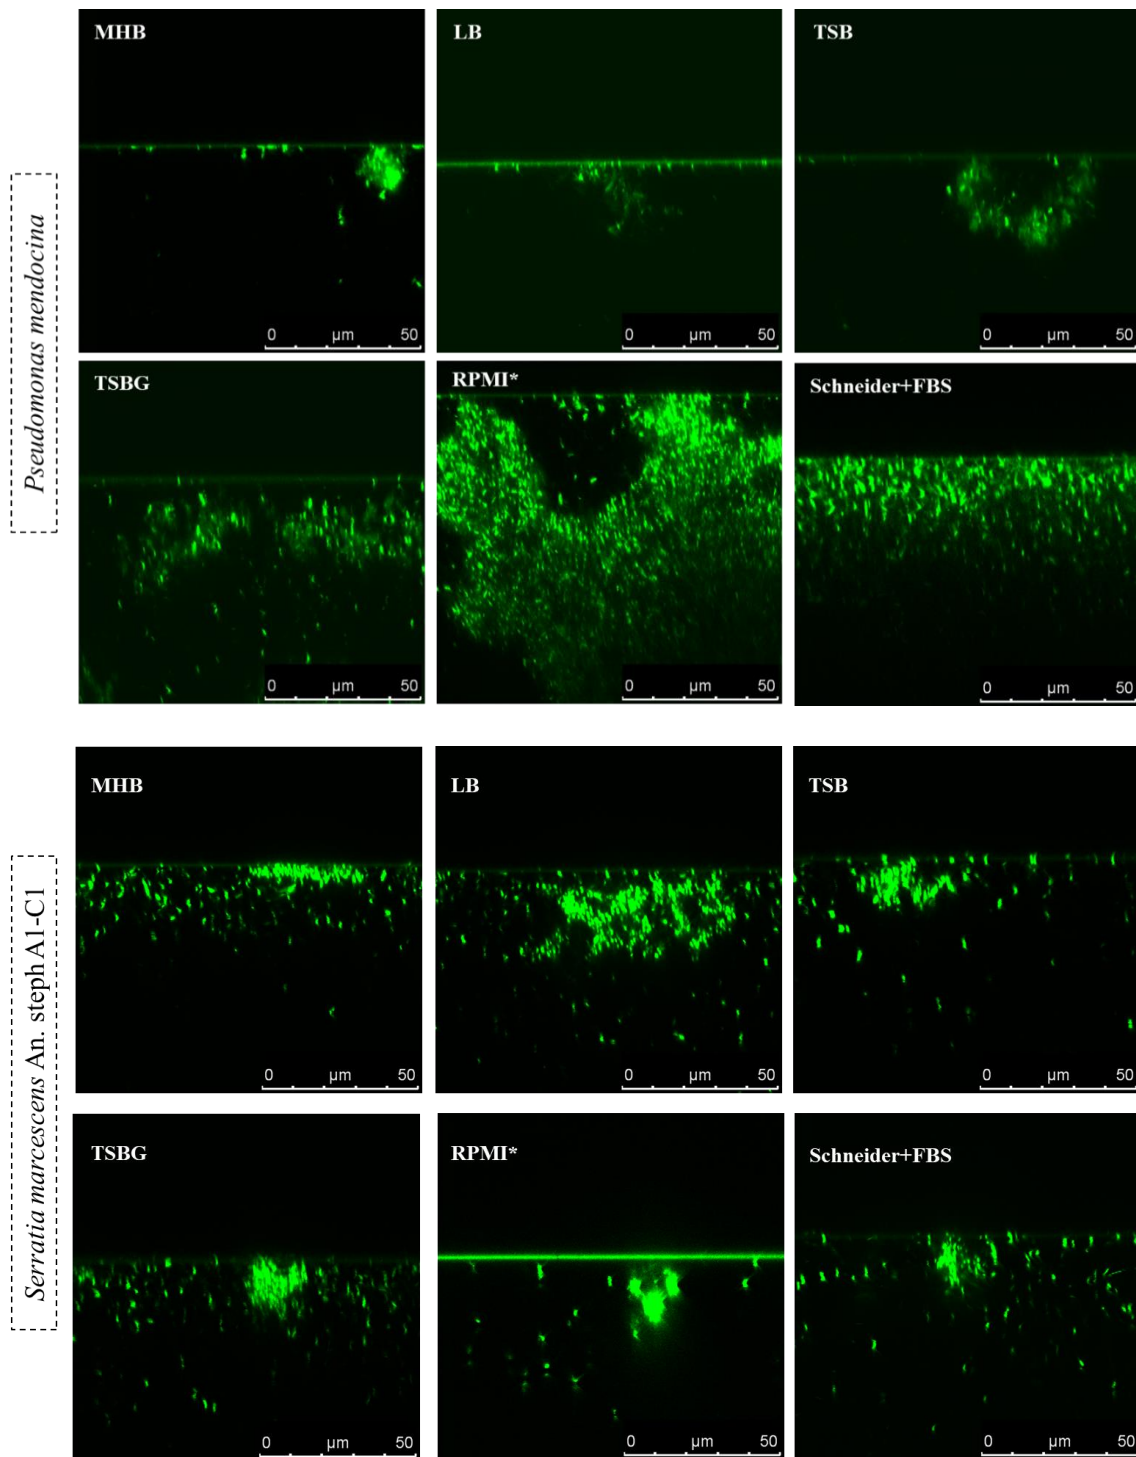 Pseudomonas mendocina
MHB
0 µm 50
LB
0 µm 50
TSB
0 µm 50
TSBG
0 µm 50
RPMI*
0 µm 50
Schneider+FBS
0 µm 50
Serratia marcescens An. steph A1-C1
MHB
0 µm 50
LB
0 µm 50
TSB
0 µm 50
TSBG
0 µm 50
RPMI*
0 µm 50
Schneider+FBS
0 µm 50